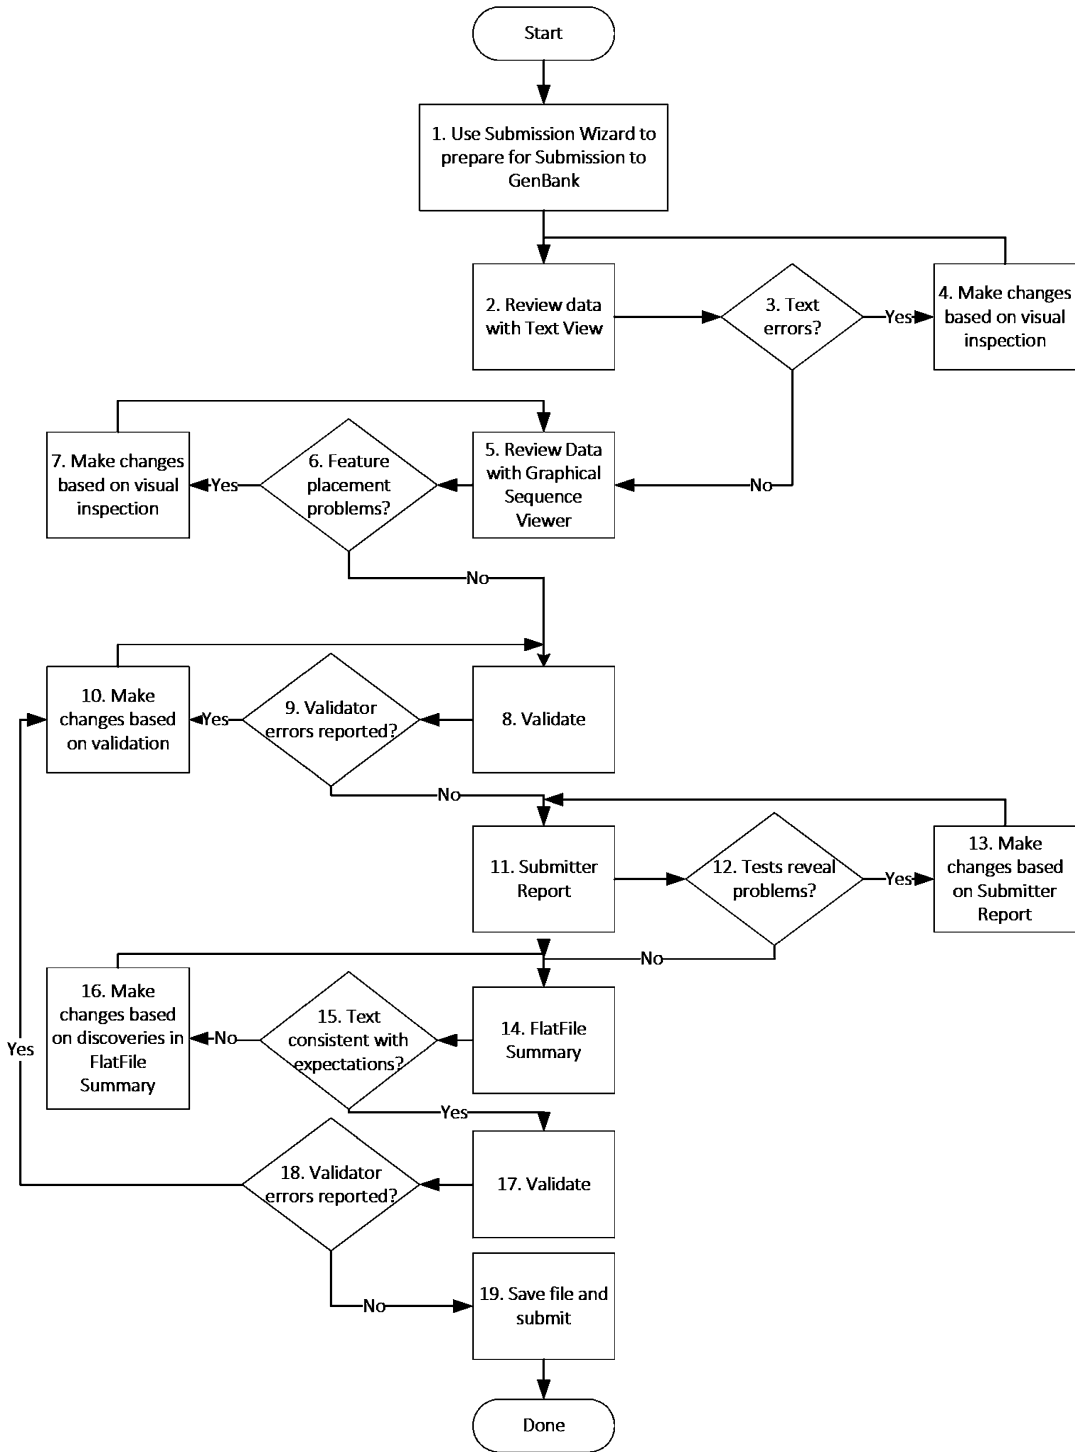 Start
1. Use Submission Wizard to
prepare for Submission to
GenBank
2. Review data
with Text View
3. Text
errors?
Yes
4. Make changes
based on visual
inspection
No
5. Review Data
with Graphical
Sequence
Viewer
6. Feature
placement
problems?
Yes
7. Make changes
based on visual
inspection
No
8. Validate
9. Validator
errors reported?
Yes
10. Make
changes based
on validation
No
11. Submitter
Report
12. Tests reveal
problems?
Yes
13. Make
changes based
on Submitter
Report
No
14. FlatFile
Summary
15. Text
consistent with
expectations?
No
16. Make
changes based
on discoveries in
FlatFile
Summary
Yes
17. Validate
18. Validator
errors reported?
Yes
No
19. Save file and
submit
Done